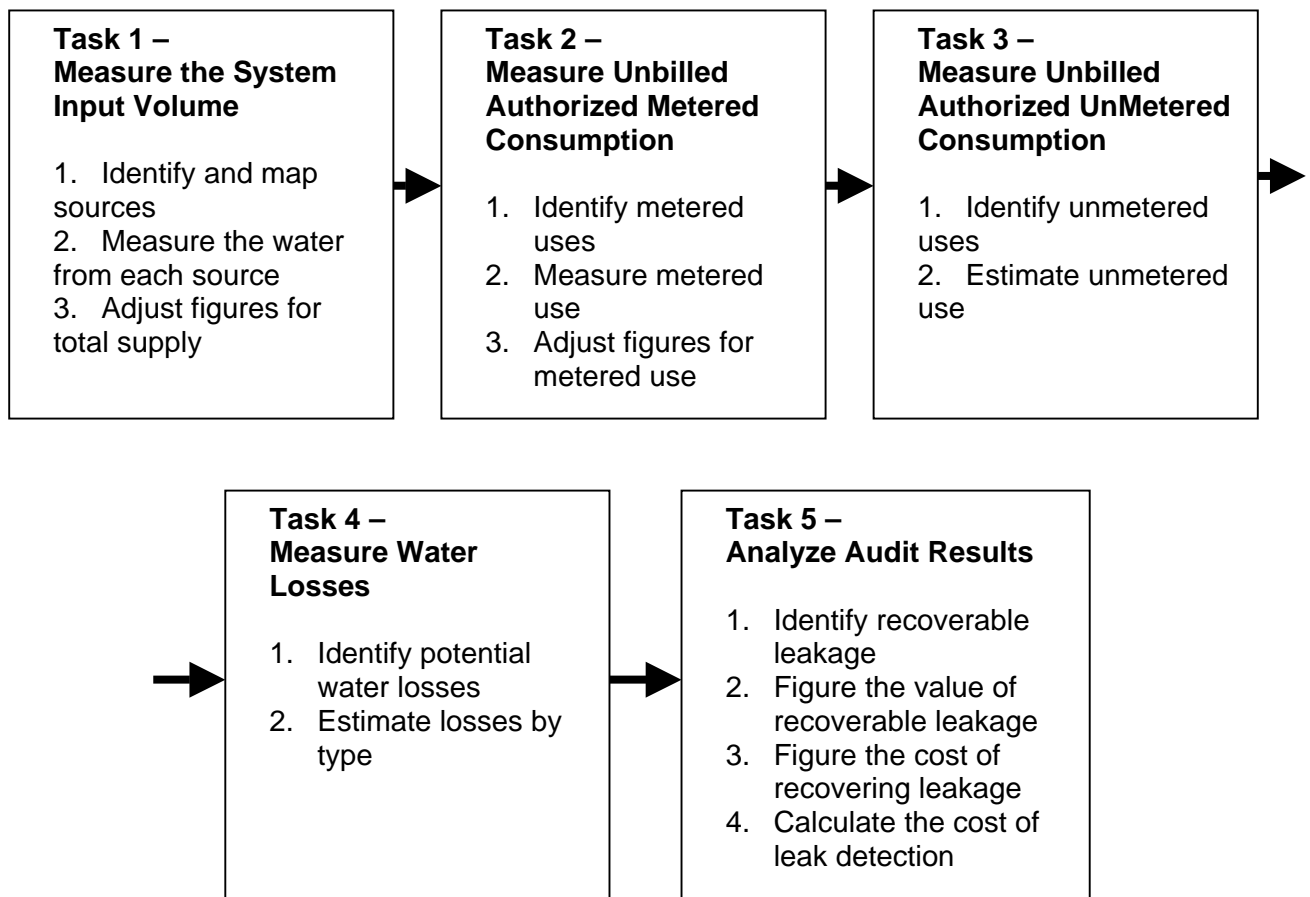 Task 1 –
Measure the System
Input Volume
1. Identify and map
sources
2. Measure the water
from each source
3. Adjust figures for
total supply
Task 2 –
Measure Unbilled
Authorized Metered
Consumption
1. Identify metered
uses
2. Measure metered
use
3. Adjust figures for
metered use
Task 3 –
Measure Unbilled
Authorized UnMetered
Consumption
1. Identify unmetered
uses
2. Estimate unmetered
use
Task 4 –
Measure Water
Losses
1. Identify potential
water losses
2. Estimate losses by
type
Task 5 –
Analyze Audit Results
1. Identify recoverable
leakage
2. Figure the value of
recoverable leakage
3. Figure the cost of
recovering leakage
4. Calculate the cost of
leak detection